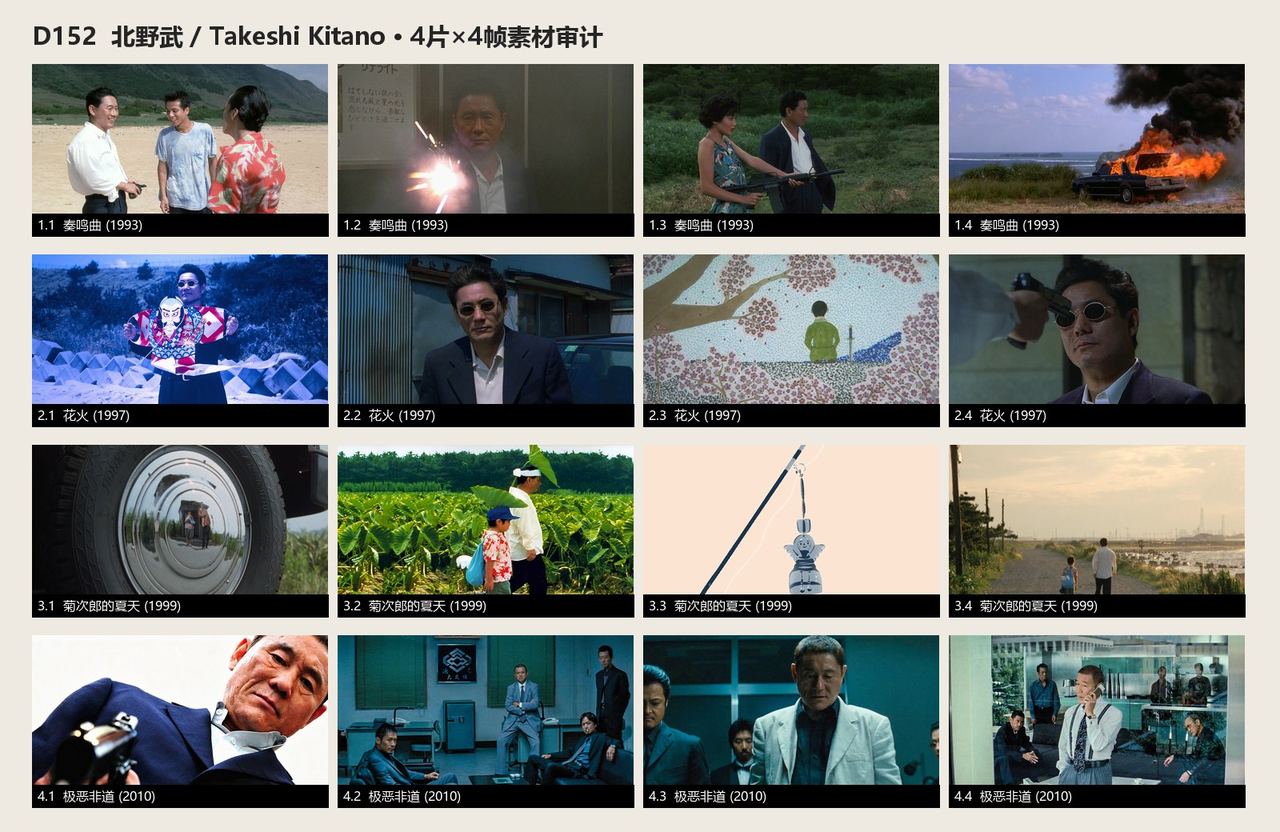 D152 北野武 / Takeshi Kitano • 4片×4帧素材审计
1.1 奏鸣曲 (1993)
1.2 奏鸣曲 (1993)
1.3 奏鸣曲 (1993)
1.4 奏鸣曲 (1993)
2.1 花火 (1997)
2.2 花火 (1997)
2.3 花火 (1997)
2.4 花火 (1997)
3.1 菊次郎的夏天 (1999)
3.2 菊次郎的夏天 (1999)
3.3 菊次郎的夏天 (1999)
3.4 菊次郎的夏天 (1999)
4.1 极恶非道 (2010)
4.2 极恶非道 (2010)
4.3 极恶非道 (2010)
4.4 极恶非道 (2010)